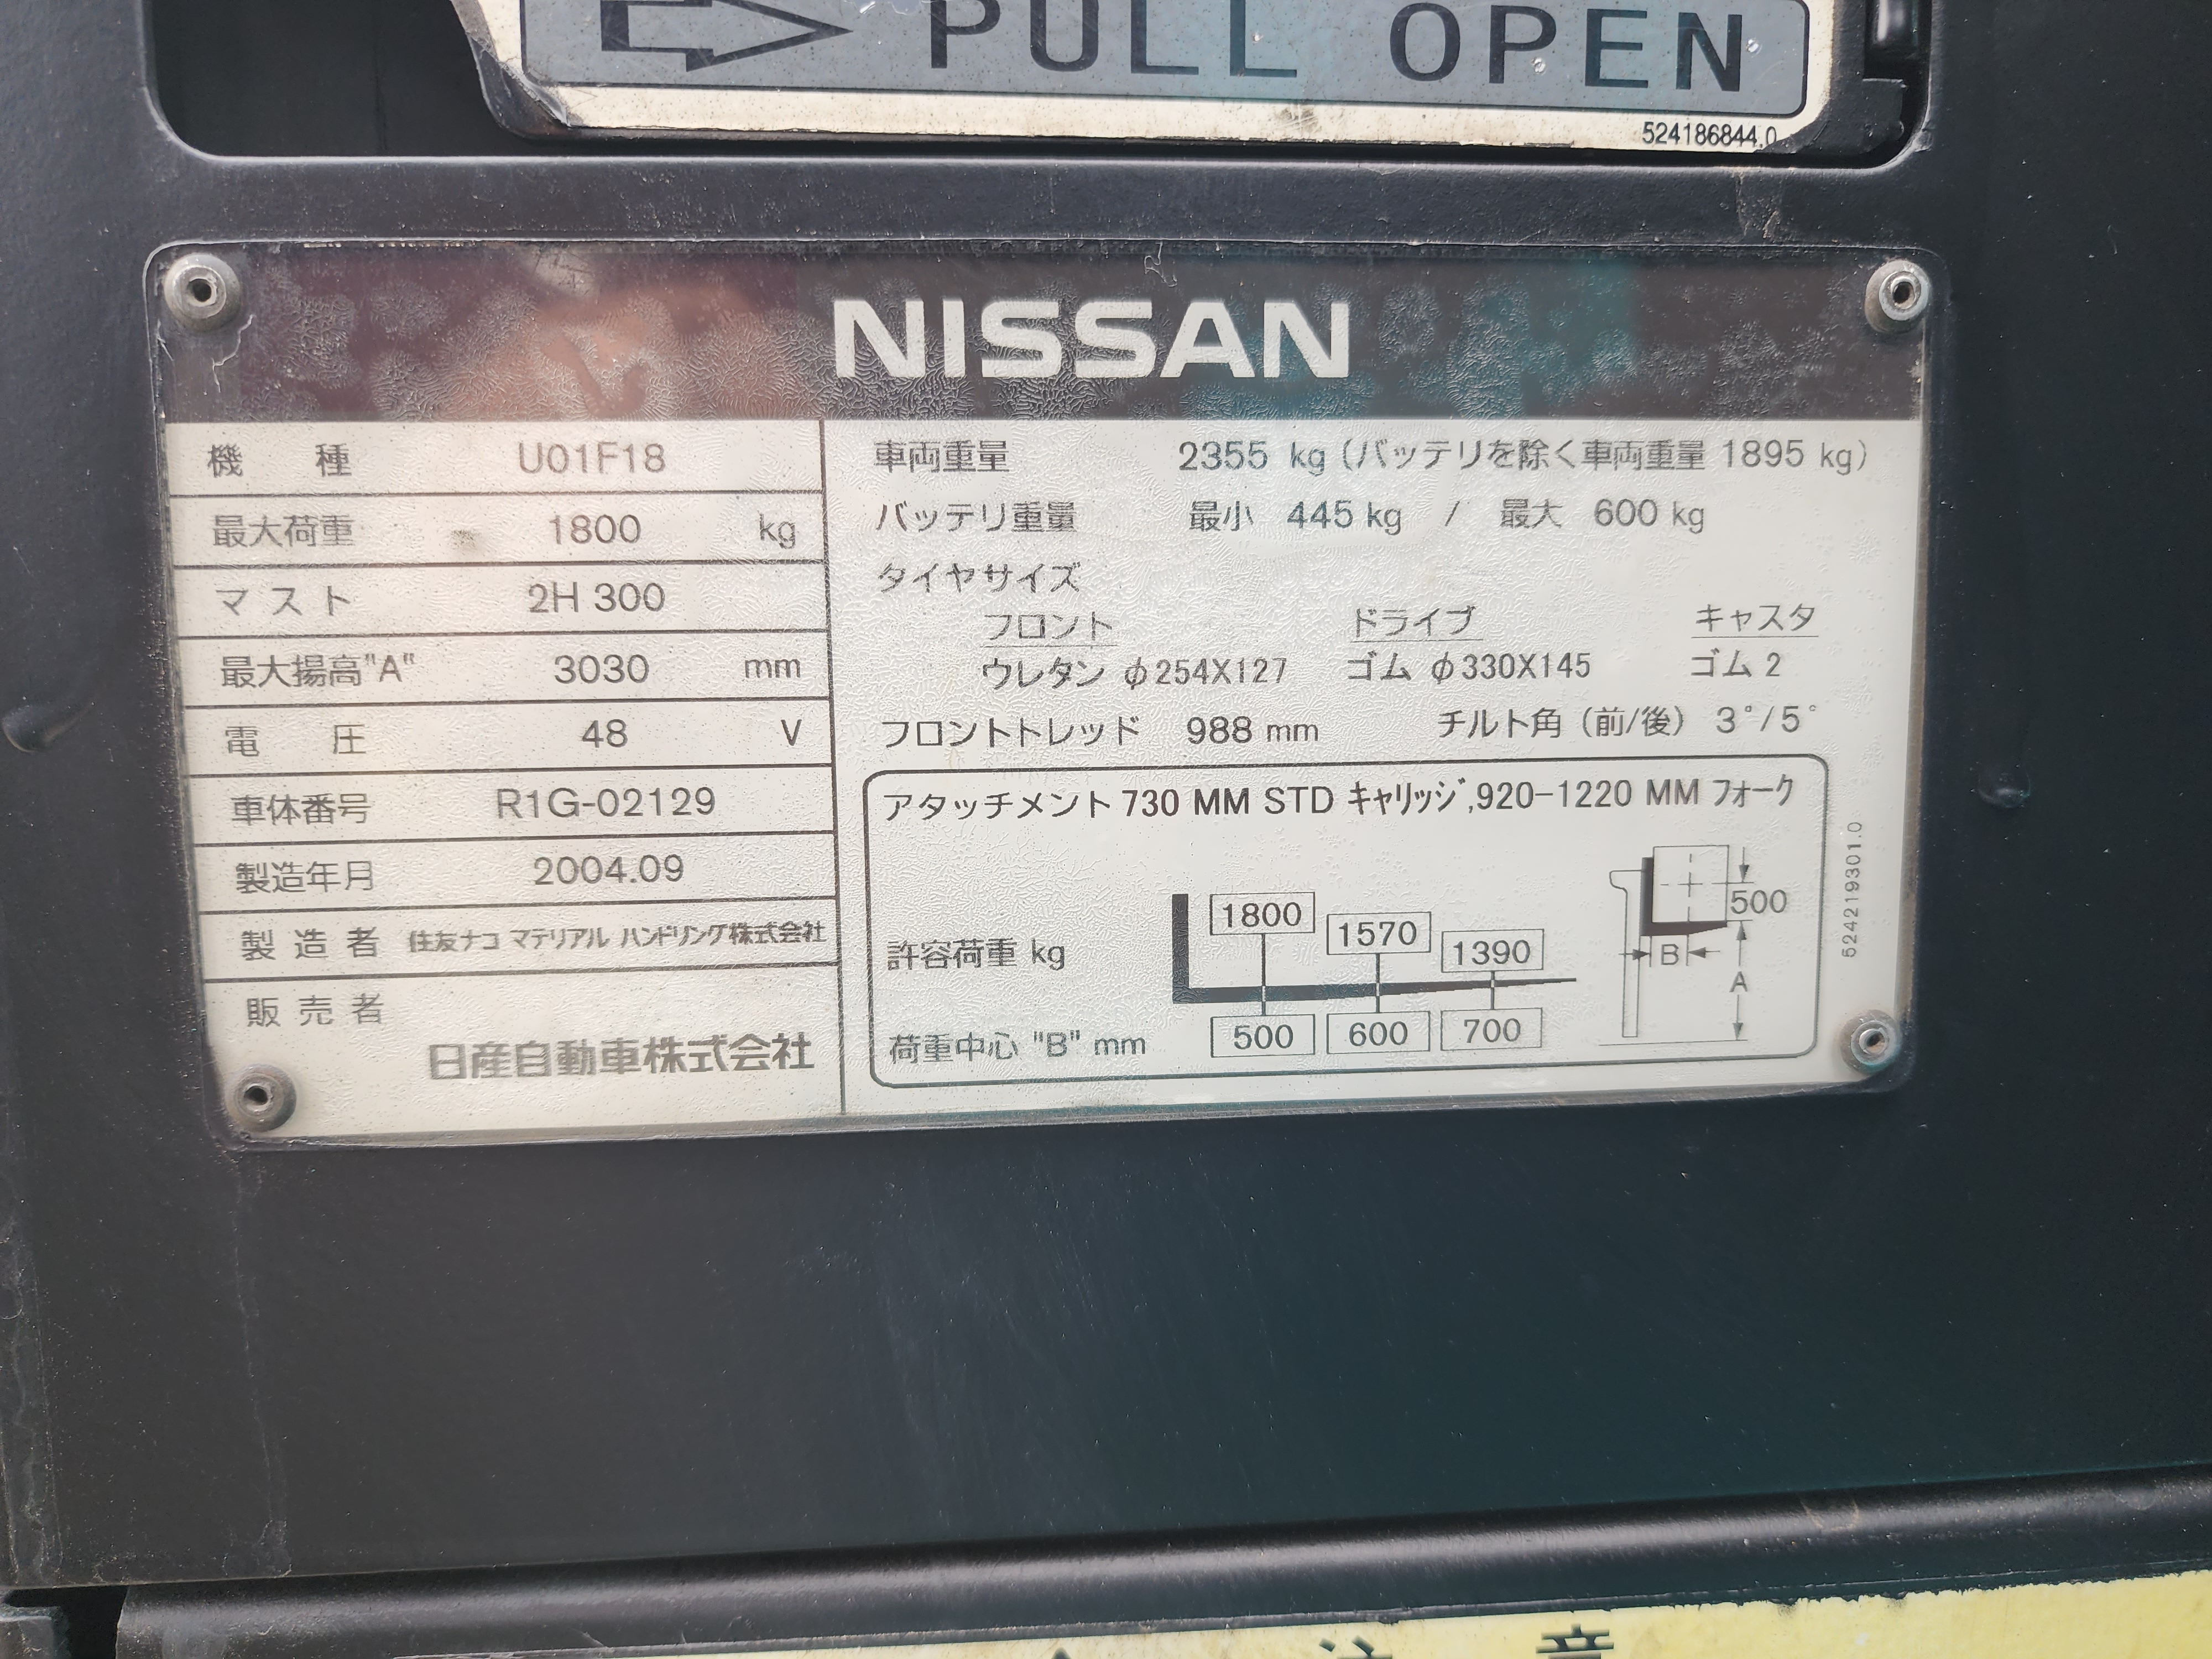 PULL OPEN
524186844.0
NISSAN
機 種 U01F18
最大荷重 1800 kg
マスト 2H 300
最大揚高"A" 3030 mm
電 圧 48 V
車体番号 R1G-02129
製造年月 2004.09
製造者 住友ナコ マテリアル ハンドリング株式会社
販売者
日産自動車株式会社
車両重量 2355 kg (バッテリを除く車両重量 1895 kg)
バッテリ重量 最小 445 kg / 最大 600 kg
タイヤサイズ
フロント ドライブ キャスタ
ウレタン φ254X127 ゴム φ330X145 ゴム 2
フロントトレッド 988 mm チルト角 (前/後) 3°/5°
アタッチメント 730 MM STD キャリッジ,920-1220 MM フォーク
許容荷重 kg 1800 1570 1390
荷重中心 "B" mm 500 600 700
500
B
A
524219301.0
注 意